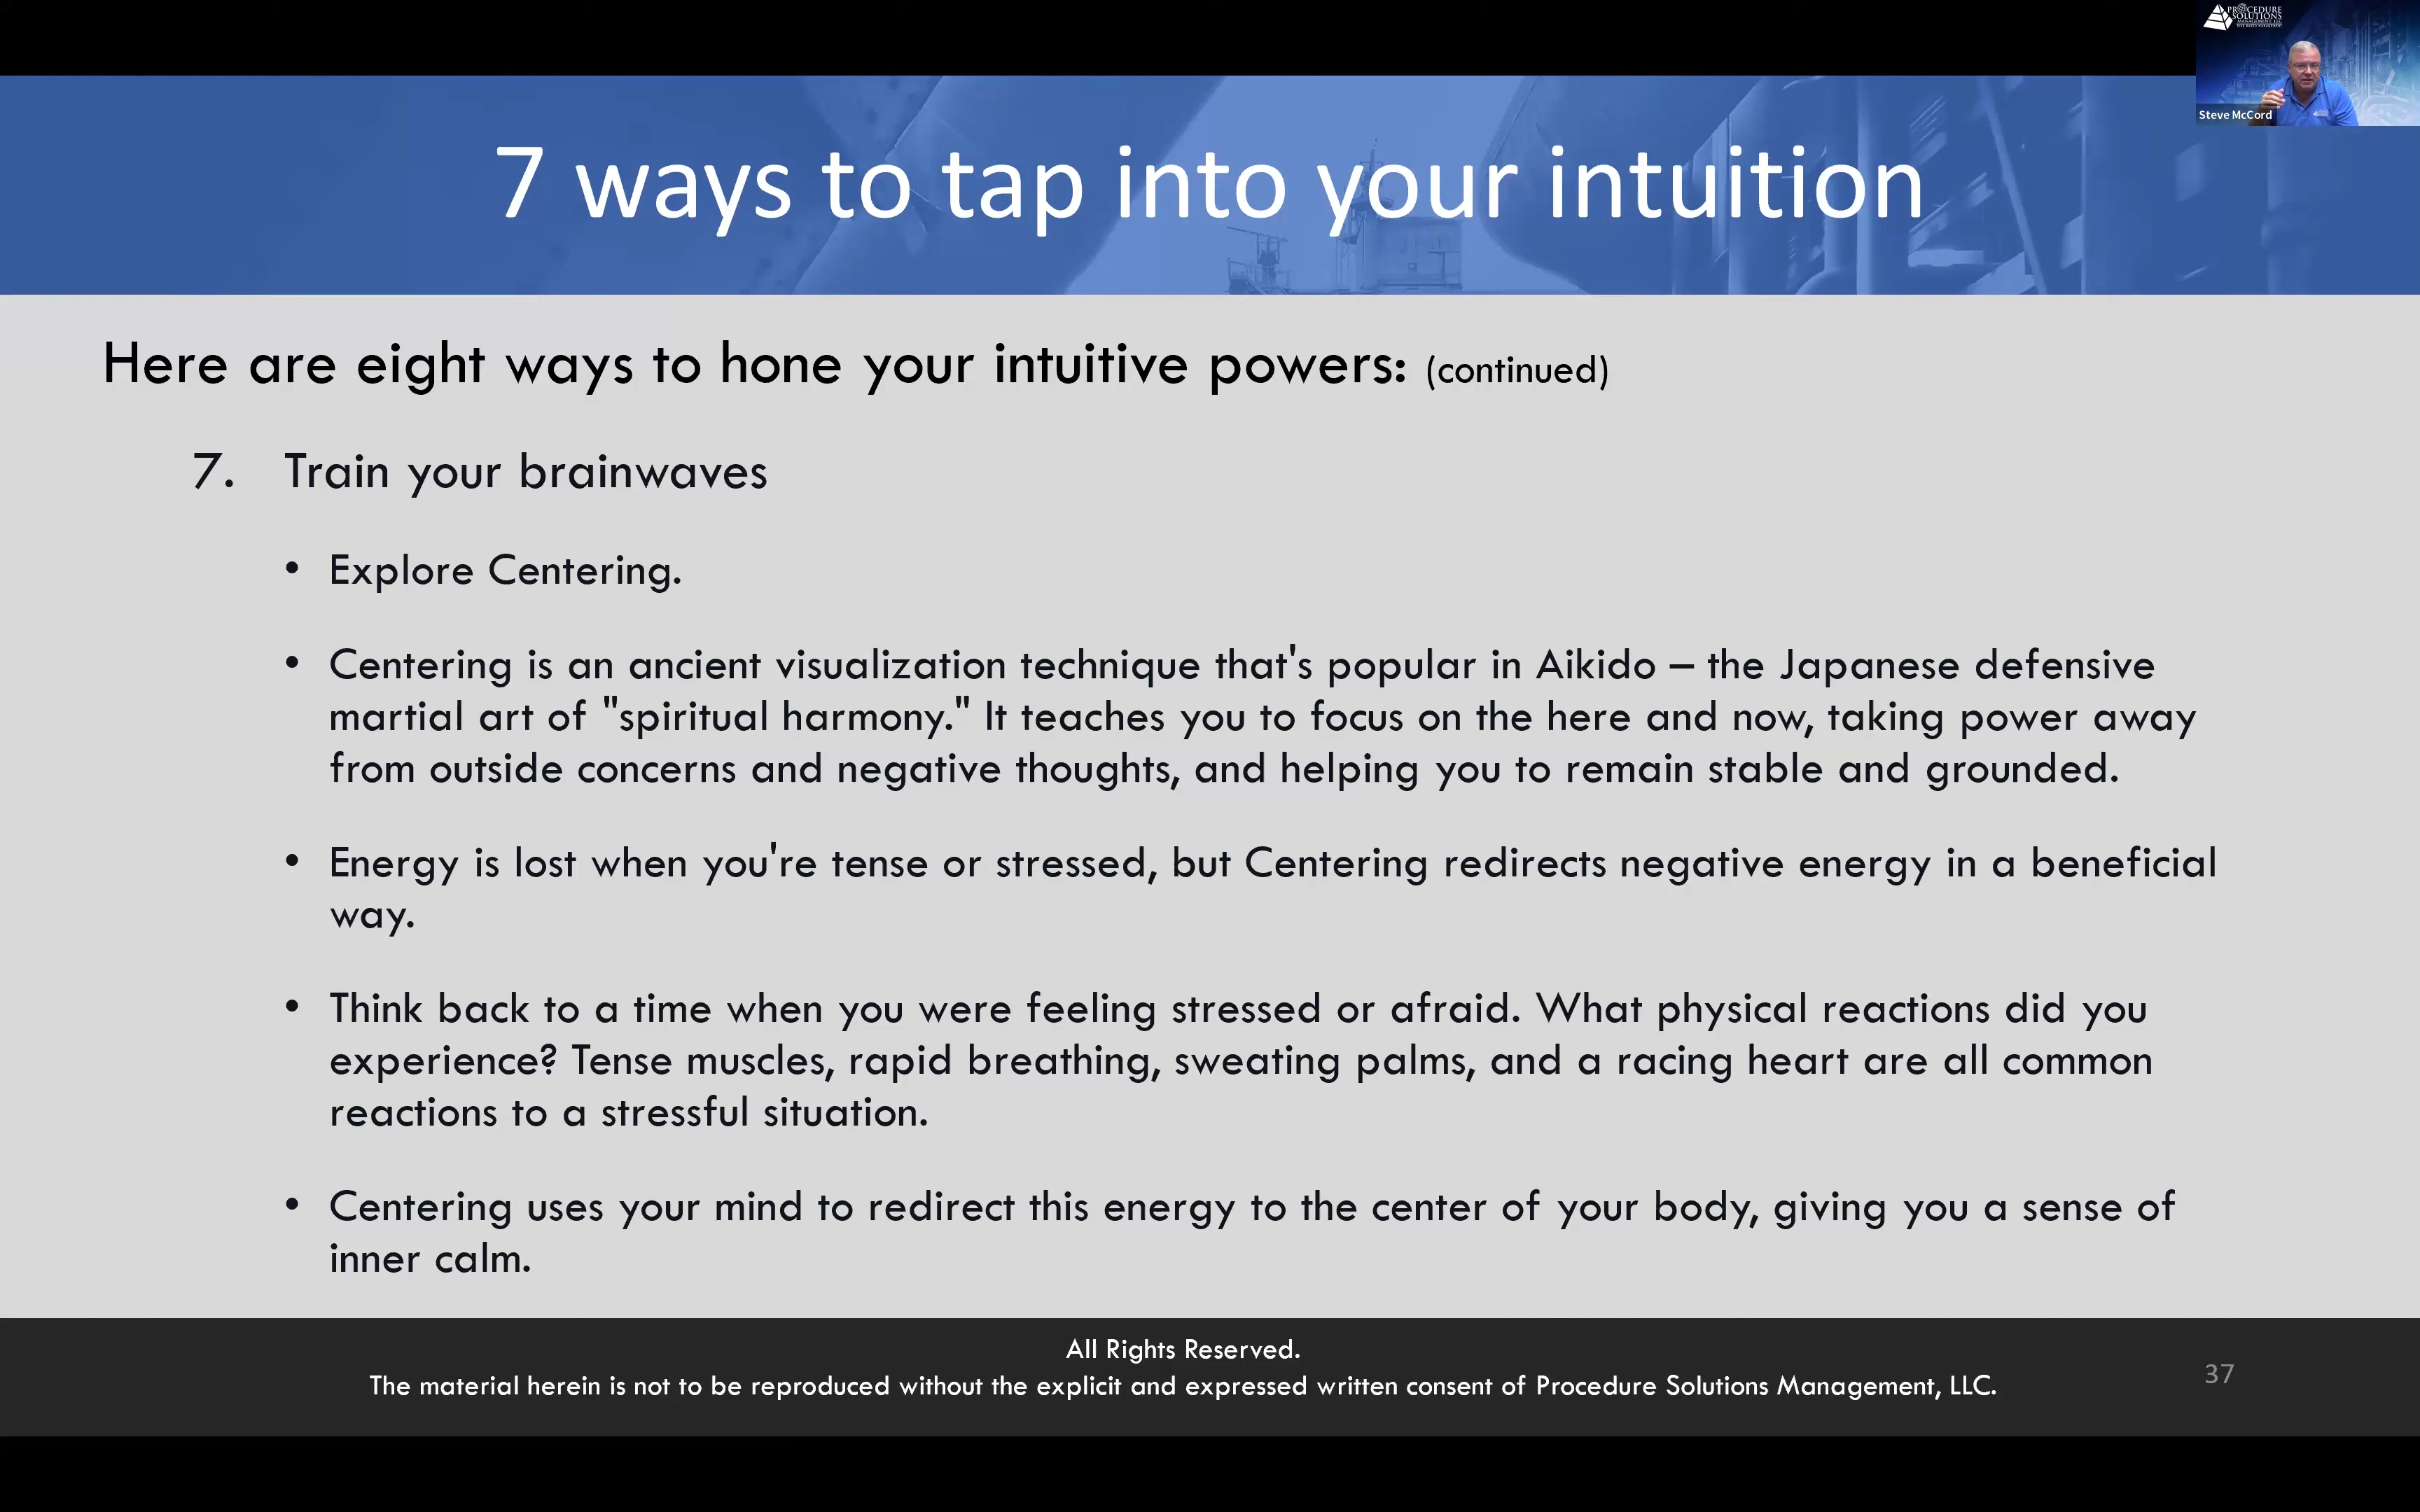 PROCEDURE
SOLUTIONS
MANAGEMENT, LLC
Steve McCord
7 ways to tap into your intuition
Here are eight ways to hone your intuitive powers: (continued)
7. Train your brainwaves
• Explore Centering.
• Centering is an ancient visualization technique that's popular in Aikido – the Japanese defensive
martial art of "spiritual harmony." It teaches you to focus on the here and now, taking power away
from outside concerns and negative thoughts, and helping you to remain stable and grounded.
• Energy is lost when you're tense or stressed, but Centering redirects negative energy in a beneficial
way.
• Think back to a time when you were feeling stressed or afraid. What physical reactions did you
experience? Tense muscles, rapid breathing, sweating palms, and a racing heart are all common
reactions to a stressful situation.
• Centering uses your mind to redirect this energy to the center of your body, giving you a sense of
inner calm.
All Rights Reserved.
The material herein is not to be reproduced without the explicit and expressed written consent of Procedure Solutions Management, LLC.
37